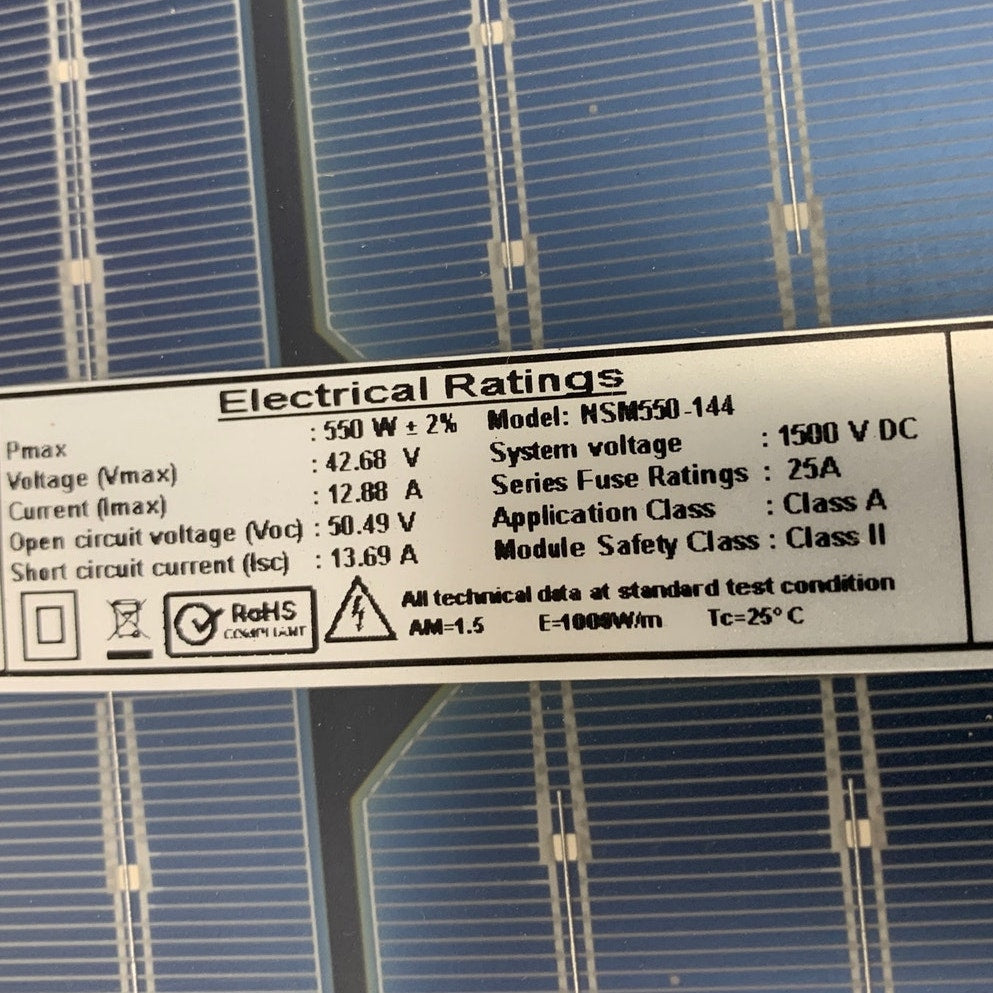 Electrical Ratings
Pmax : 550 W ± 2%
Voltage (Vmax) : 42.68 V
Current (Imax) : 12.88 A
Open circuit voltage (Voc) : 50.49 V
Short circuit current (Isc) : 13.69 A
Model: NSM550-144
System voltage : 1500 V DC
Series Fuse Ratings : 25A
Application Class : Class A
Module Safety Class : Class II
RoHS
COMPLIANT
All technical data at standard test condition
AM=1.5 E=1000W/m Tc=25°C